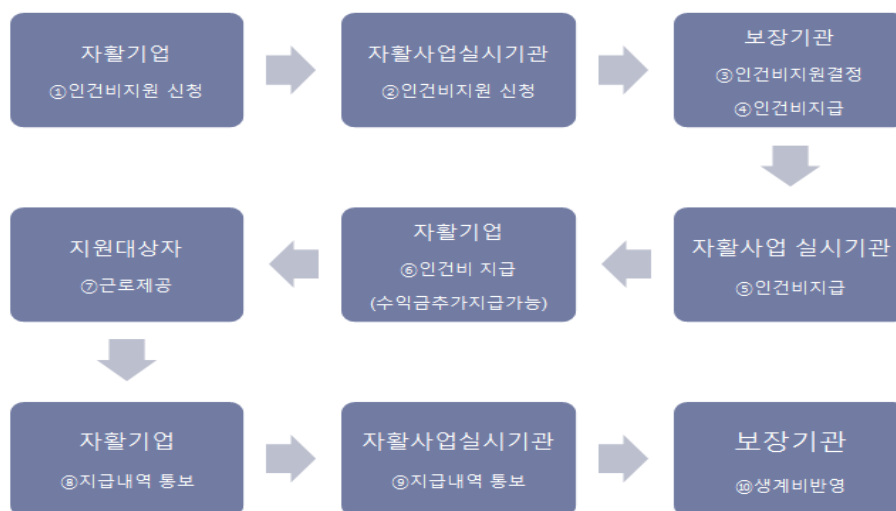 자활기업
①인건비지원 신청
자활사업실시기관
②인건비지원 신청
보장기관
③인건비지원결정
④인건비지급
자활사업 실시기관
⑤인건비지급
자활기업
⑥인건비 지급
(수익금추가지급가능)
지원대상자
⑦근로제공
자활기업
⑧지급내역 통보
자활사업실시기관
⑨지급내역 통보
보장기관
⑩생계비반영